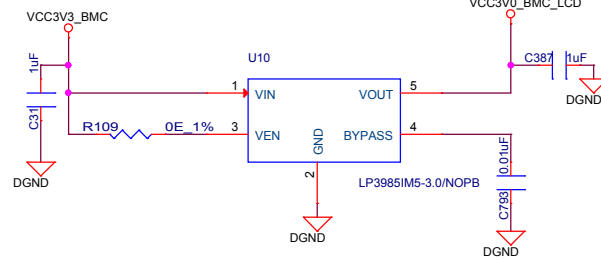 VCC3V0_BMC_LCD
VCC3V3_BMC
U10
C387 1uF
1uF
1 VIN VOUT 5
DGND
C31
R109 0E_1% 3 VEN BYPASS 4
GND
0.01uF
2
LP3985IM5-3.0/NOPB
DGND
C793
DGND
DGND